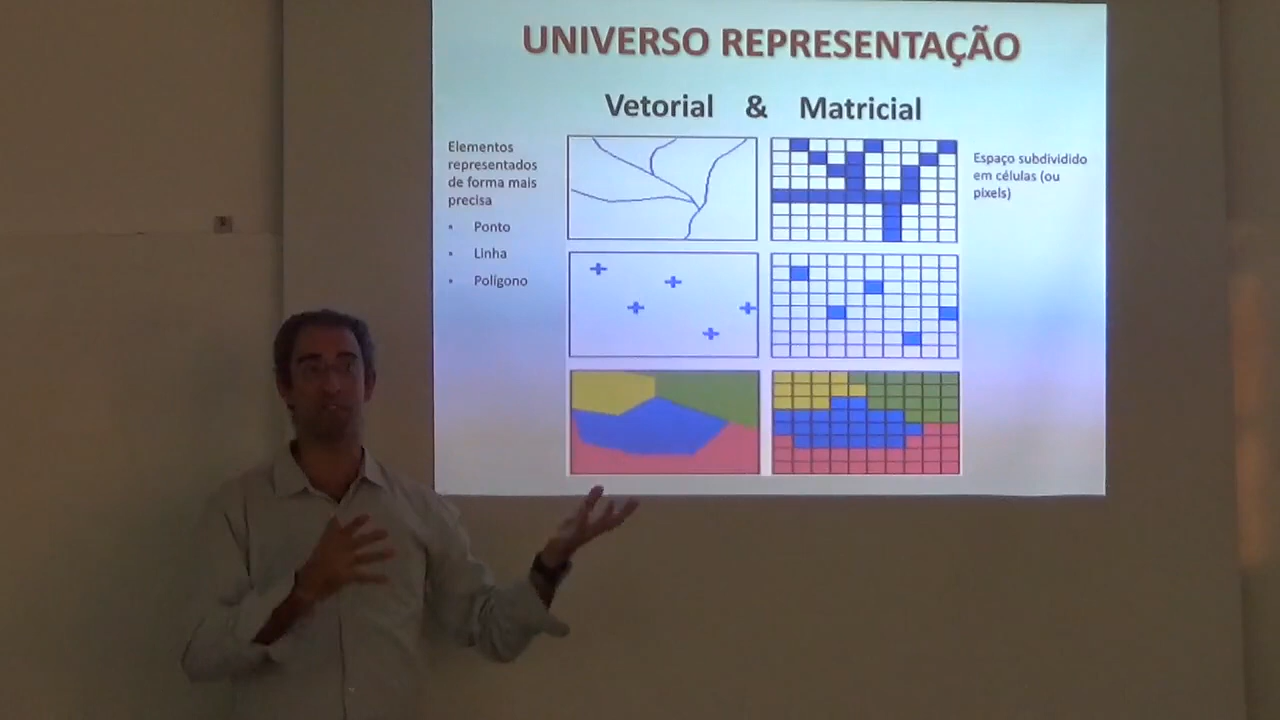 UNIVERSO REPRESENTAÇÃO
Vetorial & Matricial
Elementos
representados
de forma mais
precisa
• Ponto
• Linha
• Polígono
Espaço subdividido
em células (ou
pixels)